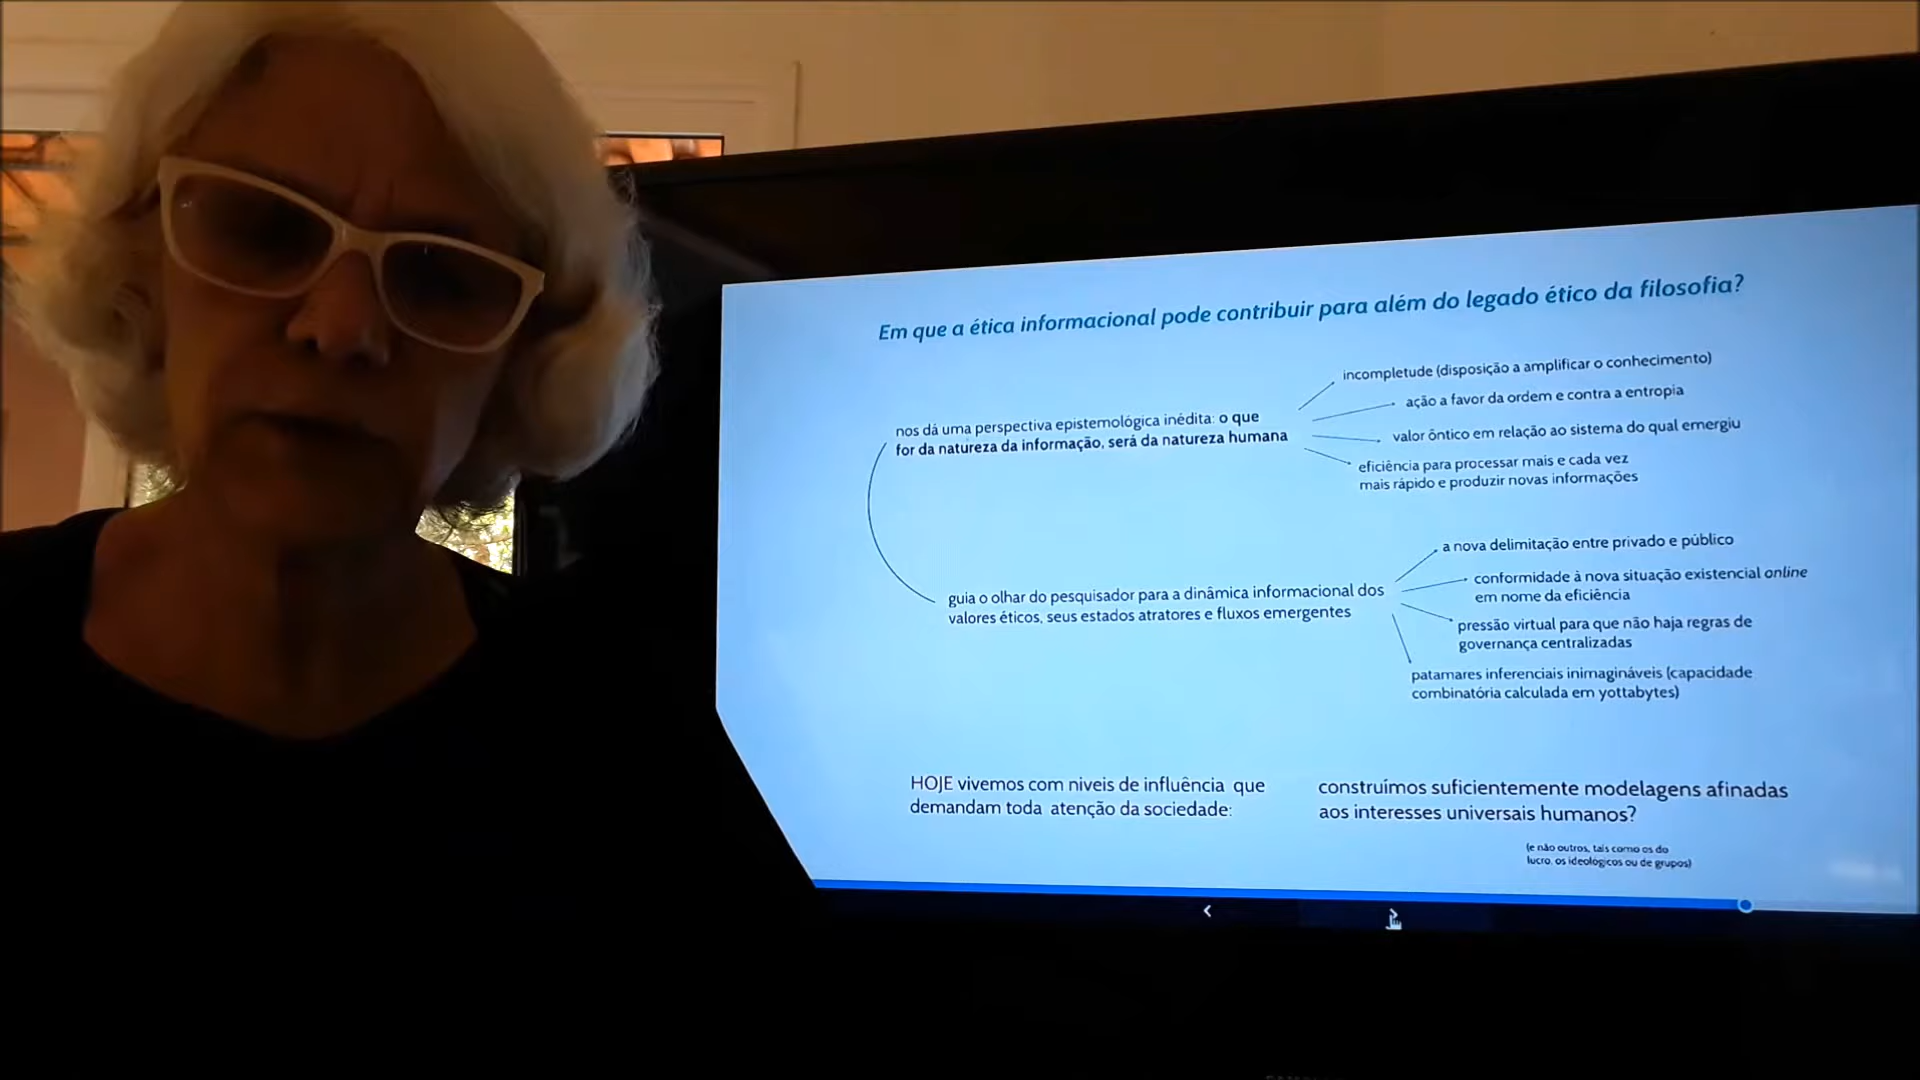 Em que a ética informacional pode contribuir para além do legado ético da filosofia?
nos dá uma perspectiva epistemológica inédita: o que
for da natureza da informação, será da natureza humana
incompletude (disposição a amplificar o conhecimento)
ação a favor da ordem e contra a entropia
valor ôntico em relação ao sistema do qual emergiu
eficiência para processar mais e cada vez
mais rápido e produzir novas informações
guia o olhar do pesquisador para a dinâmica informacional dos
valores éticos, seus estados atratores e fluxos emergentes
a nova delimitação entre privado e público
conformidade à nova situação existencial online
em nome da eficiência
pressão virtual para que não haja regras de
governança centralizadas
patamares inferenciais inimagináveis (capacidade
combinatória calculada em yottabytes)
HOJE vivemos com niveis de influência que
demandam toda atenção da sociedade:
construímos suficientemente modelagens afinadas
aos interesses universais humanos?
(e não outros, tais como os do
lucro, os ideológicos ou de grupos)